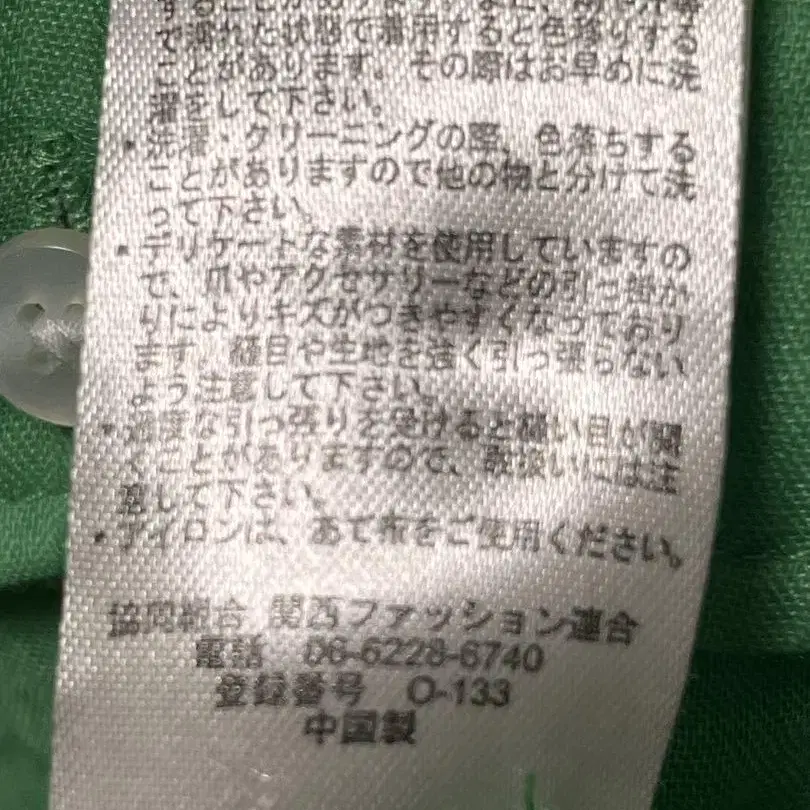 で濡れた状態で着用すると色移りする
ことがあります。その際はお早めに洗
濯をして下さい。
・洗濯・クリーニングの際、色落ちする
ことがありますので他の物と分けて洗
って下さい。
・デリケートな素材を使用していますの
で、爪やアクセサリーなどの引っ掛か
りによりキズがつきやすくなっており
ます。縫目や生地を強く引っ張らない
よう注意して下さい。
・過度な引っ張りを受けると縫い目が開
くことがありますので、取扱いには注
意して下さい。
・アイロンは、あて布をご使用ください。
協同組合 関西ファッション連合
電話 06-6228-6740
登録番号 O-133
中国製